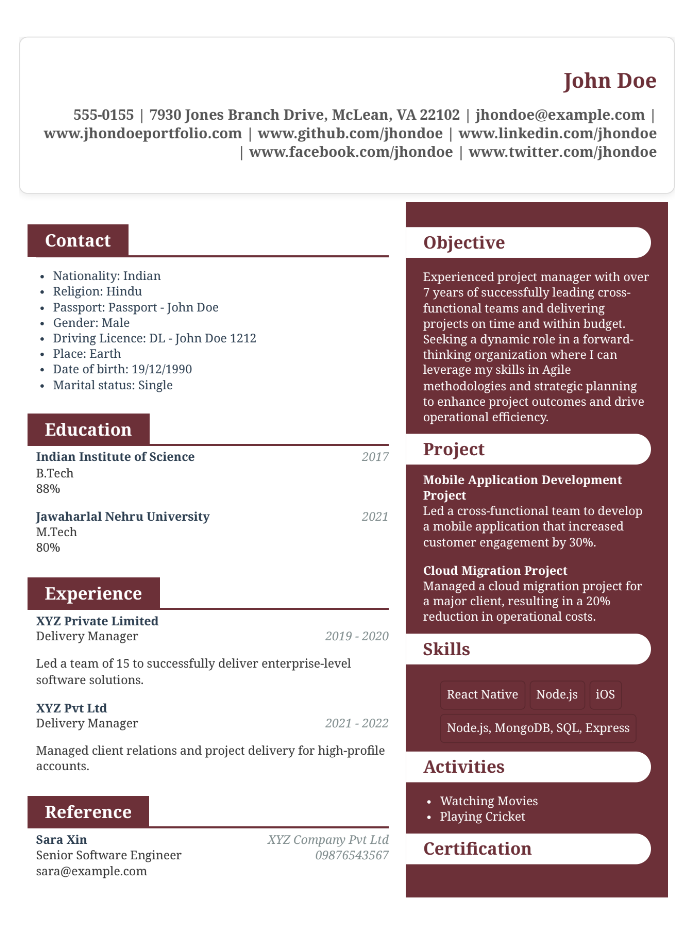 John Doe
555-0155 | 7930 Jones Branch Drive, McLean, VA 22102 | jhondoe@example.com |
www.jhondoeportfolio.com | www.github.com/jhondoe | www.linkedin.com/jhondoe
| www.facebook.com/jhondoe | www.twitter.com/jhondoe
Contact
• Nationality: Indian
• Religion: Hindu
• Passport: Passport - John Doe
• Gender: Male
• Driving Licence: DL - John Doe 1212
• Place: Earth
• Date of birth: 19/12/1990
• Marital status: Single
Education
Indian Institute of Science 2017
B.Tech
88%
Jawaharlal Nehru University 2021
M.Tech
80%
Experience
XYZ Private Limited
Delivery Manager 2019 - 2020
Led a team of 15 to successfully deliver enterprise-level
software solutions.
XYZ Pvt Ltd
Delivery Manager 2021 - 2022
Managed client relations and project delivery for high-profile
accounts.
Reference
Sara Xin XYZ Company Pvt Ltd
Senior Software Engineer 09876543567
sara@example.com
Objective
Experienced project manager with over
7 years of successfully leading cross-
functional teams and delivering
projects on time and within budget.
Seeking a dynamic role in a forward-
thinking organization where I can
leverage my skills in Agile
methodologies and strategic planning
to enhance project outcomes and drive
operational efficiency.
Project
Mobile Application Development
Project
Led a cross-functional team to develop
a mobile application that increased
customer engagement by 30%.
Cloud Migration Project
Managed a cloud migration project for
a major client, resulting in a 20%
reduction in operational costs.
Skills
React Native Node.js iOS
Node.js, MongoDB, SQL, Express
Activities
• Watching Movies
• Playing Cricket
Certification